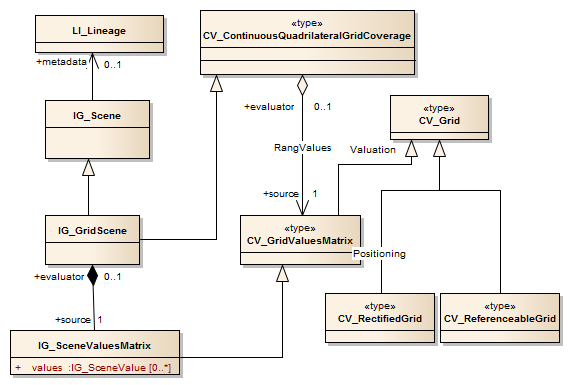 LI_Lineage
«type»
CV_ContinuousQuadrilateralGridCoverage
+metadata
0..1
IG_Scene
+evaluator
0..1
«type»
CV_Grid
RangValues
Valuation
+source
1
IG_GridScene
«type»
CV_GridValuesMatrix
Positioning
+evaluator
0..1
«type»
CV_RectifiedGrid
«type»
CV_ReferenceableGrid
+source
1
IG_SceneValuesMatrix
+ values :IG_SceneValue [0..*]